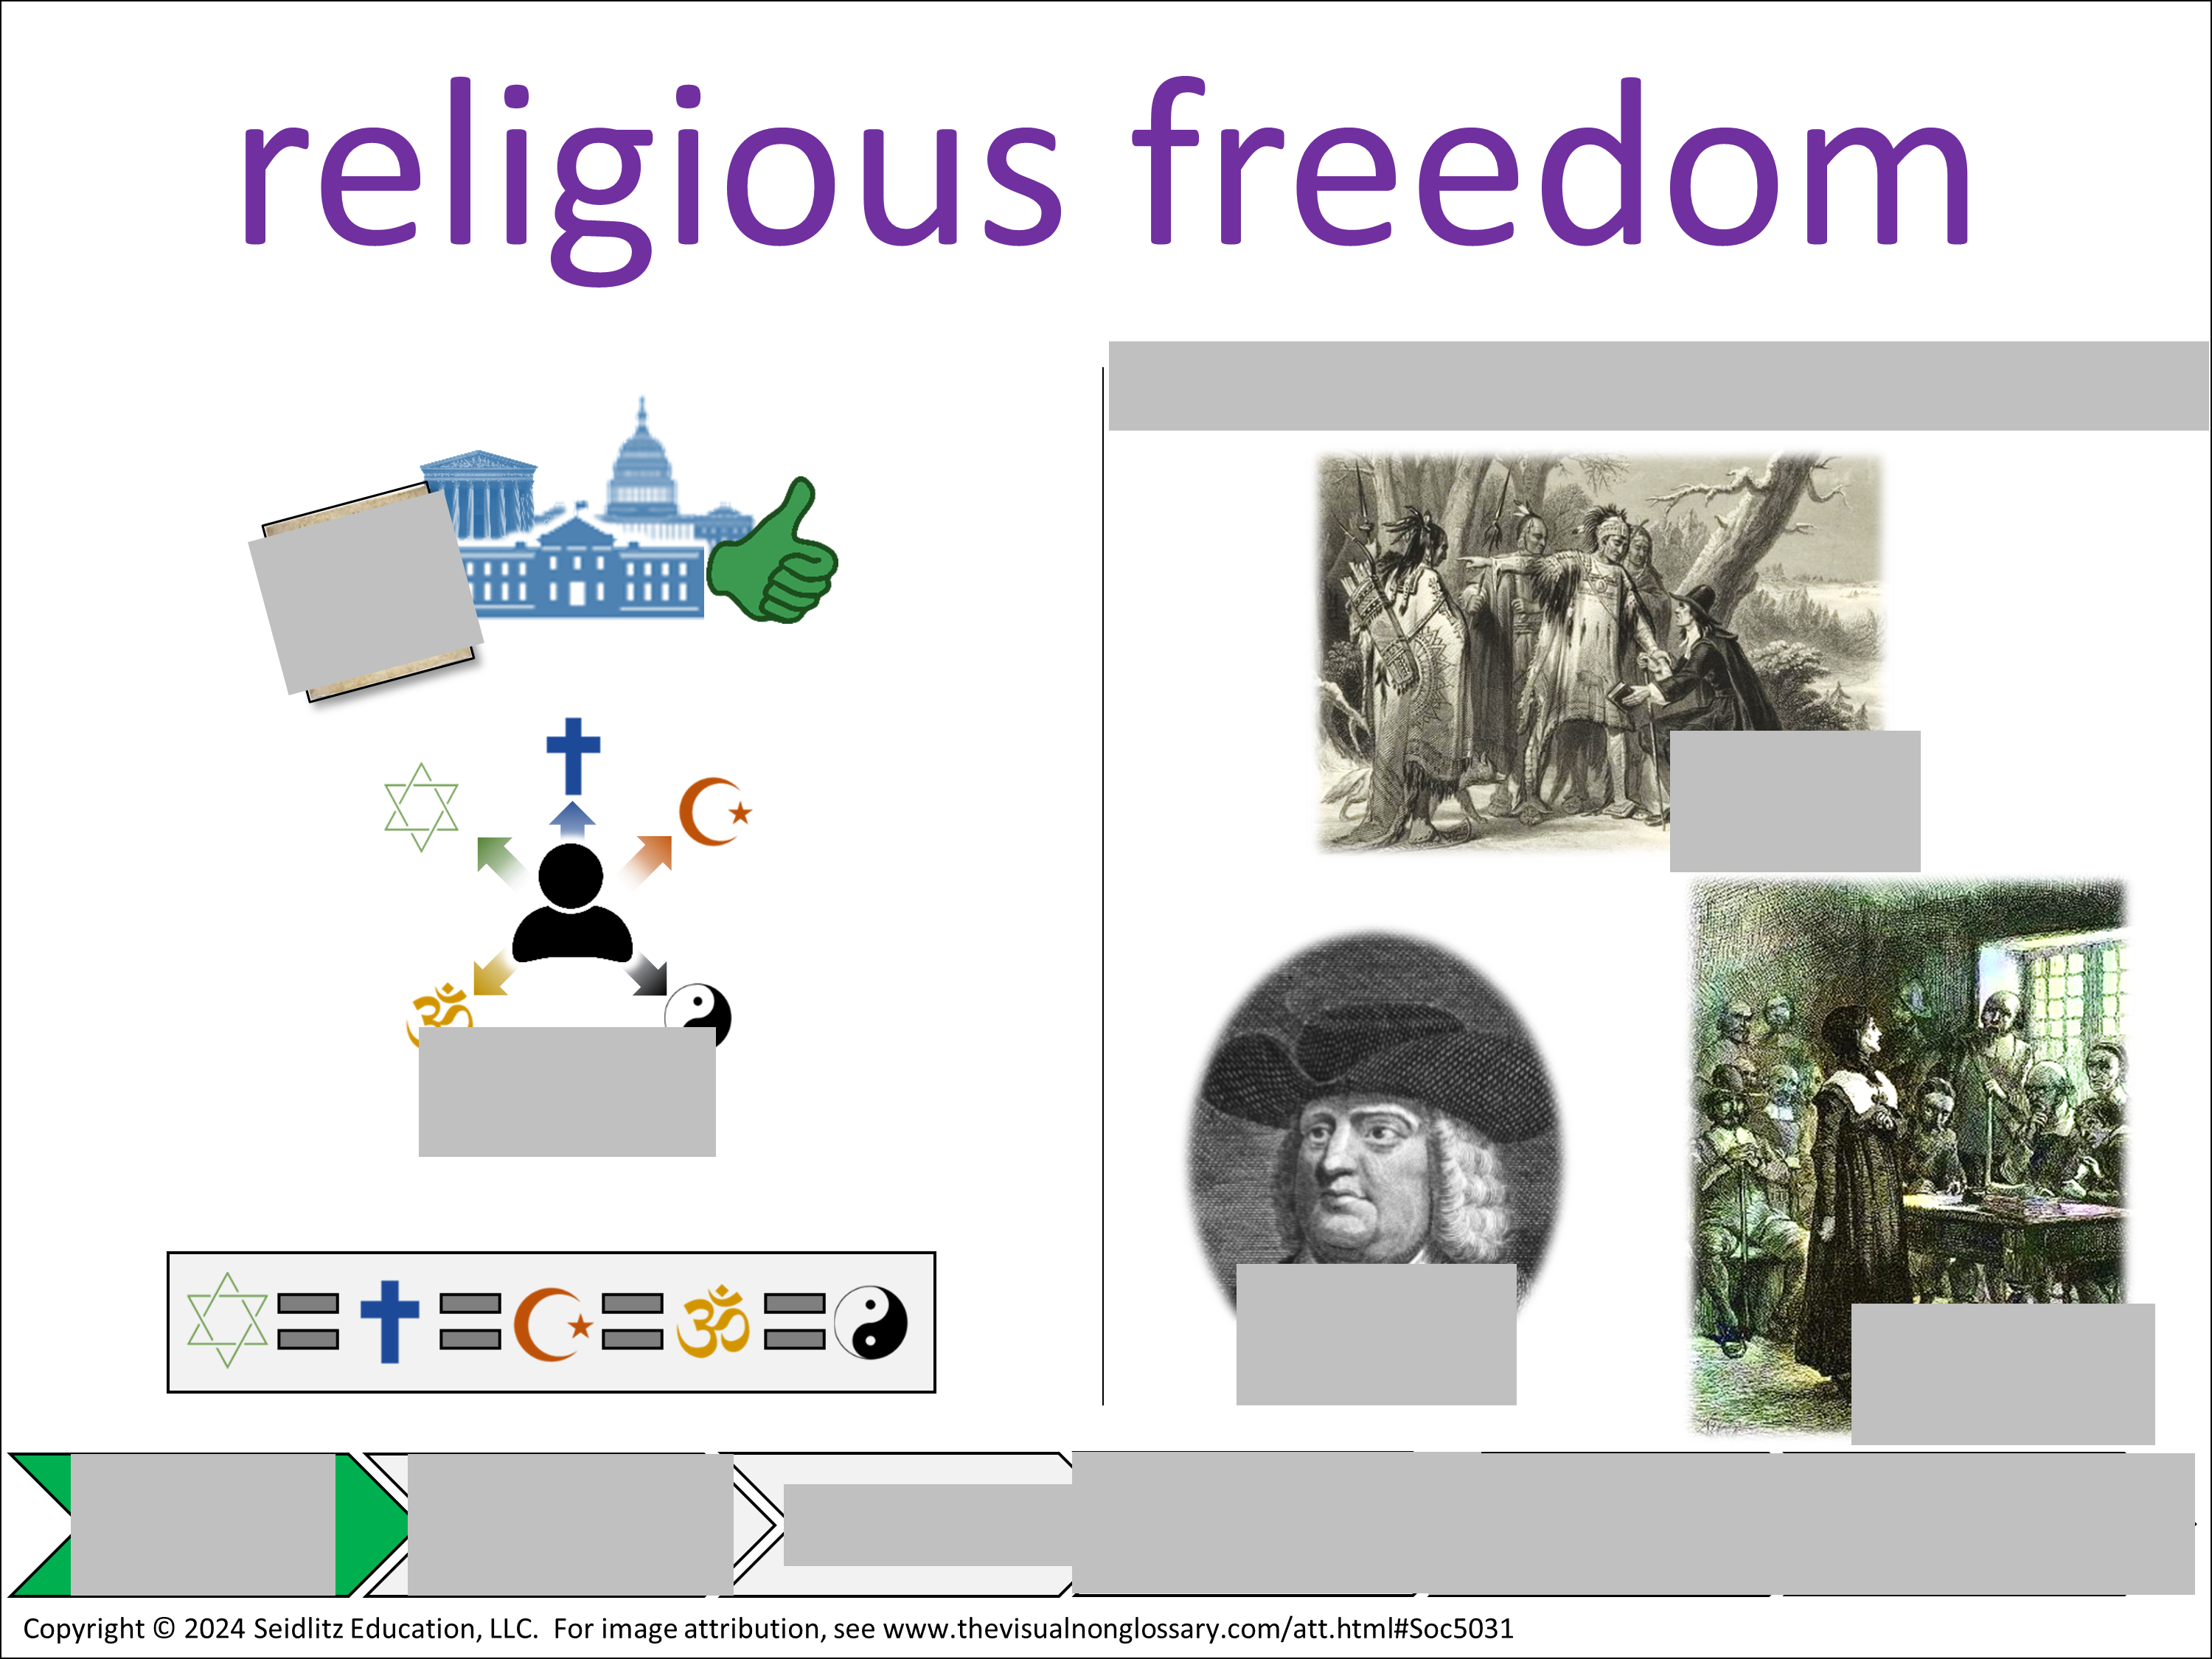 religious freedom
Copyright © 2024 Seidlitz Education, LLC.  For image attribution, see www.thevisualnonglossary.com/att.html#Soc5031